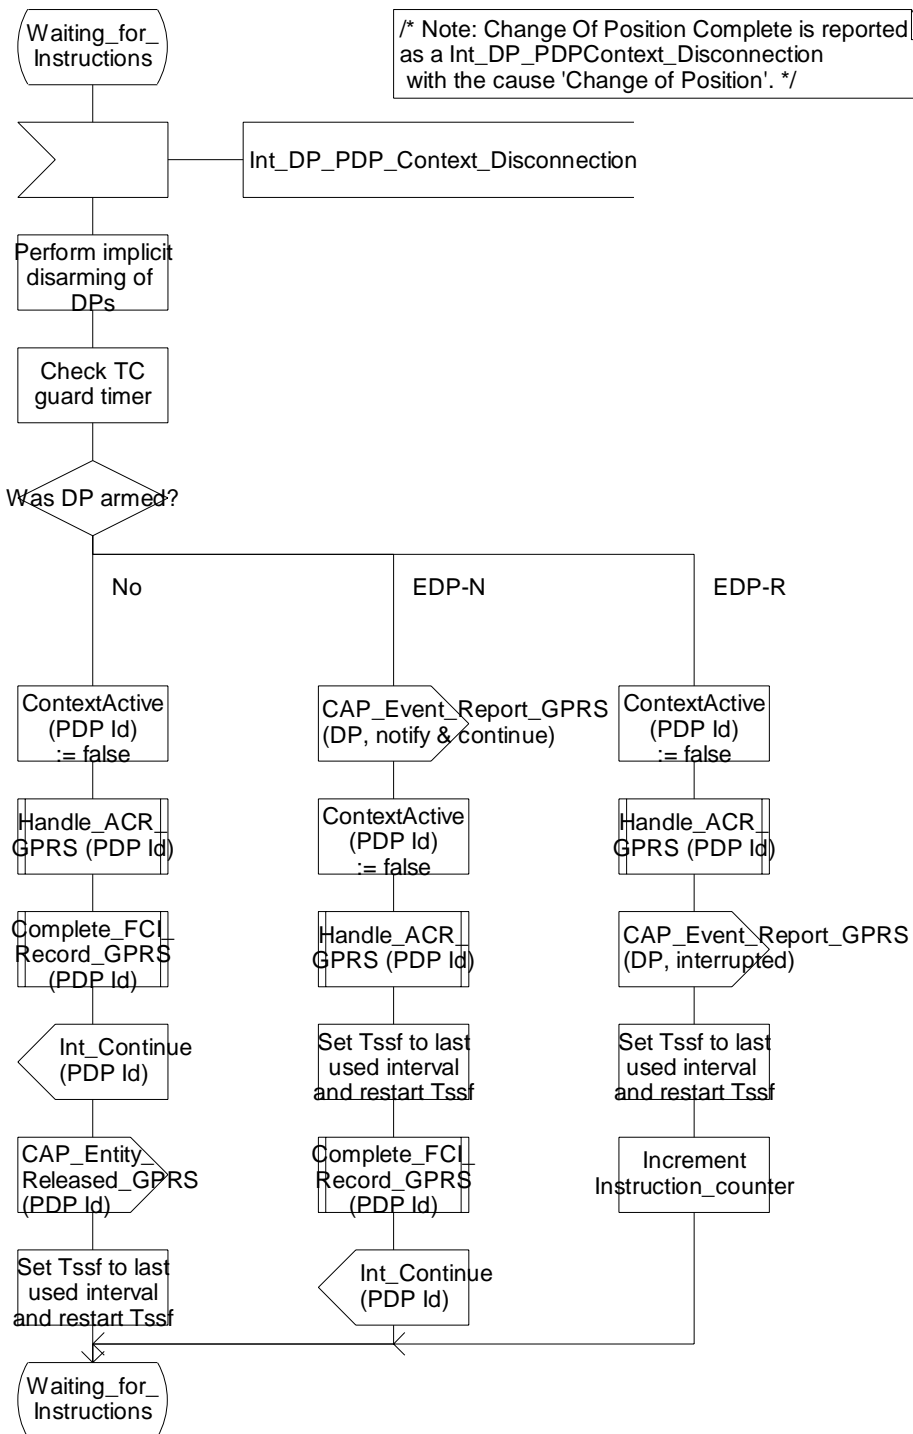 Waiting_for_
Instructions
/* Note: Change Of Position Complete is reported
as a Int_DP_PDPContext_Disconnection
with the cause 'Change of Position'. */
Int_DP_PDP_Context_Disconnection
Perform implicit
disarming of
DPs
Check TC
guard timer
Was DP armed?
No
EDP-N
EDP-R
ContextActive
(PDP Id)
:= false
Handle_ACR_
GPRS (PDP Id)
Complete_FCI_
Record_GPRS
(PDP Id)
Int_Continue
(PDP Id)
CAP_Entity_
Released_GPRS
(PDP Id)
Set Tssf to last
used interval
and restart Tssf
CAP_Event_Report_GPRS
(DP, notify & continue)
ContextActive
(PDP Id)
:= false
Handle_ACR_
GPRS (PDP Id)
Set Tssf to last
used interval
and restart Tssf
Complete_FCI_
Record_GPRS
(PDP Id)
Int_Continue
(PDP Id)
ContextActive
(PDP Id)
:= false
Handle_ACR_
GPRS (PDP Id)
CAP_Event_Report_GPRS
(DP, interrupted)
Set Tssf to last
used interval
and restart Tssf
Increment
Instruction_counter
Waiting_for_
Instructions